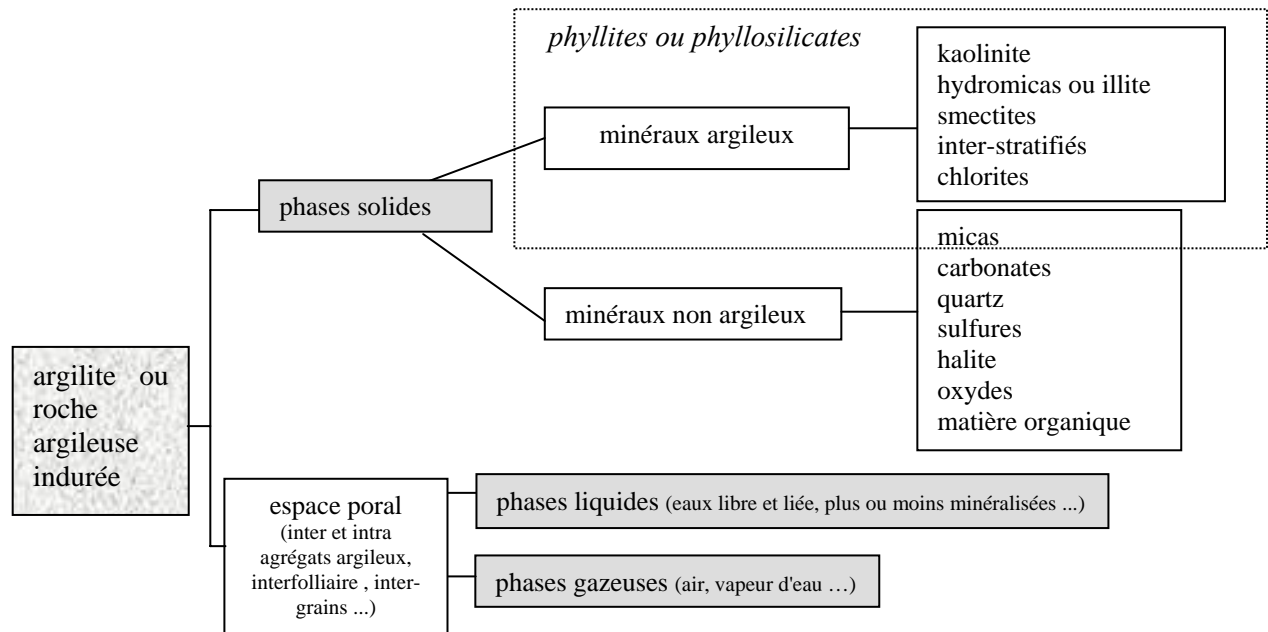 phyllites ou phyllosilicates
kaolinite
hydromicas ou illite
smectites
inter-stratifiés
chlorites
minéraux argileux
phases solides
micas
carbonates
quartz
sulfures
halite
oxydes
matière organique
minéraux non argileux
argilite ou
roche
argileuse
indurée
espace poral
(inter et intra
agrégats argileux,
interfolliaire , inter-
grains ...)
phases liquides (eaux libre et liée, plus ou moins minéralisées ...)
phases gazeuses (air, vapeur d'eau …)